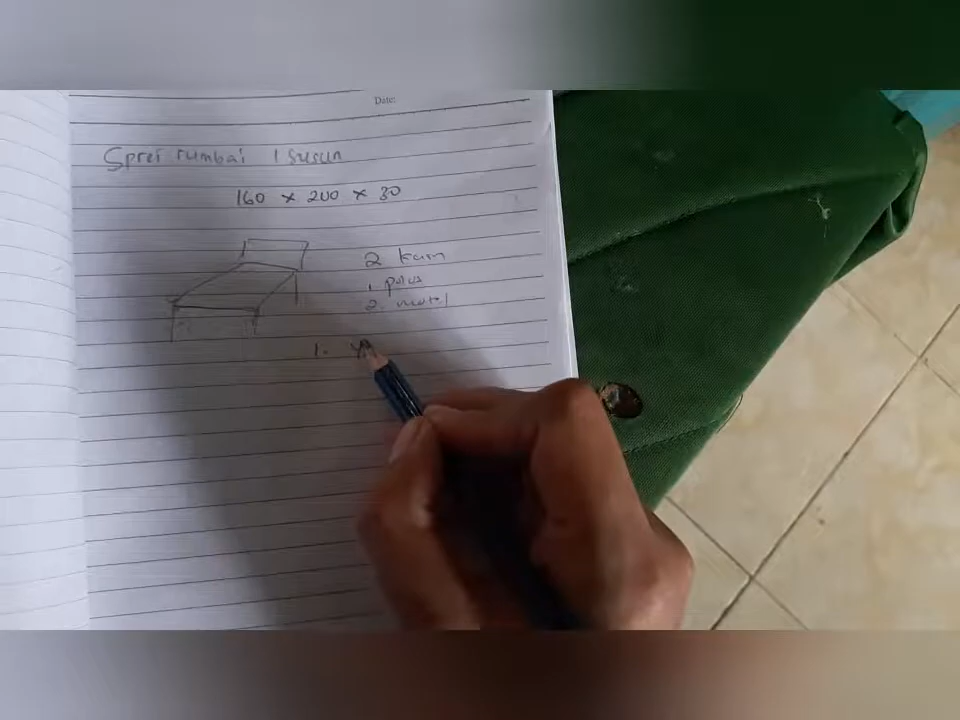 Date:
Sprei rumbai 1 susun
160 x 200 x 30
2 kain
1. polos
2. motif
1.